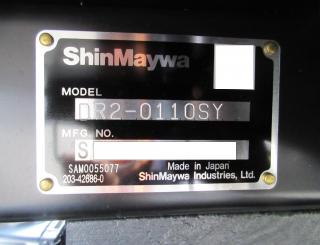 ShinMaywa
MODEL
DR2-0110SY
MFG. NO.
S
SAM0055077
Made in Japan
203-42686-0
ShinMaywa Industries, Ltd.